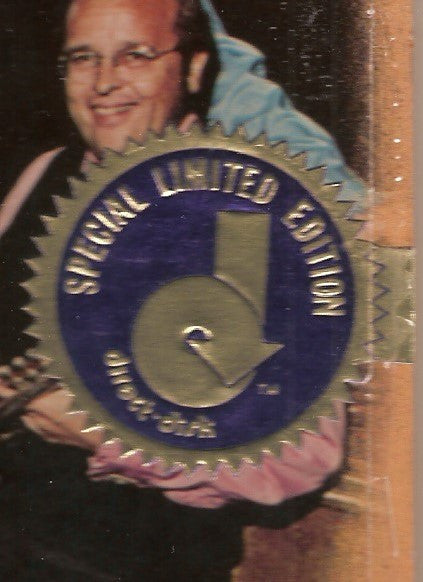 SPECIAL LIMITED EDITION
direct-disk
TM